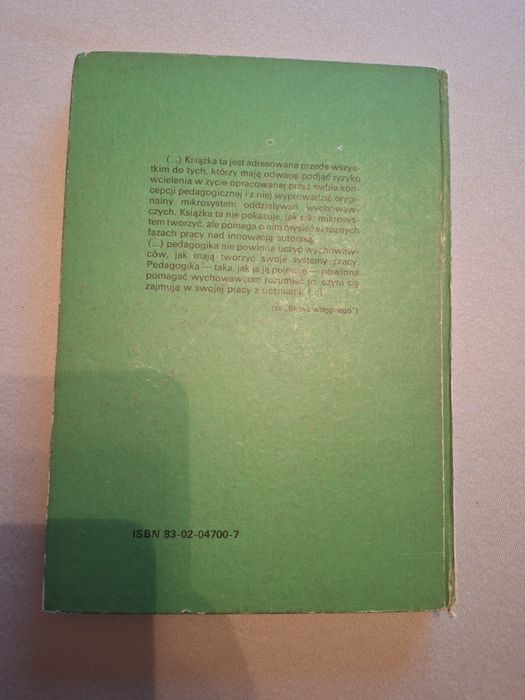 (...) Książka ta jest adresowana przede wszys-
tkim do tych, którzy mają odwagę podjąć ryzyko
wcielenia w życie opracowanej przez siebie kon-
cepcji pedagogicznej i z niej wyprowadzić orygi-
nalny mikrosystem oddziaływań wychowaw-
czych. Książka ta nie pokazuje, jak taki mikrosys-
tem tworzyć, ale pomaga o nim myśleć w różnych
fazach pracy nad innowacją autorską.
(...) pedagogika nie powinna uczyć wychowaw-
ców, jak mają tworzyć swoje systemy pracy.
Pedagogika — taka, jak ja ją pojmuję — powinna
pomagać wychowawcom rozumieć to, czym się
zajmują w swojej pracy z uczniami. (...)
(ze „Słowa wstępnego”)
ISBN 83-02-04700-7